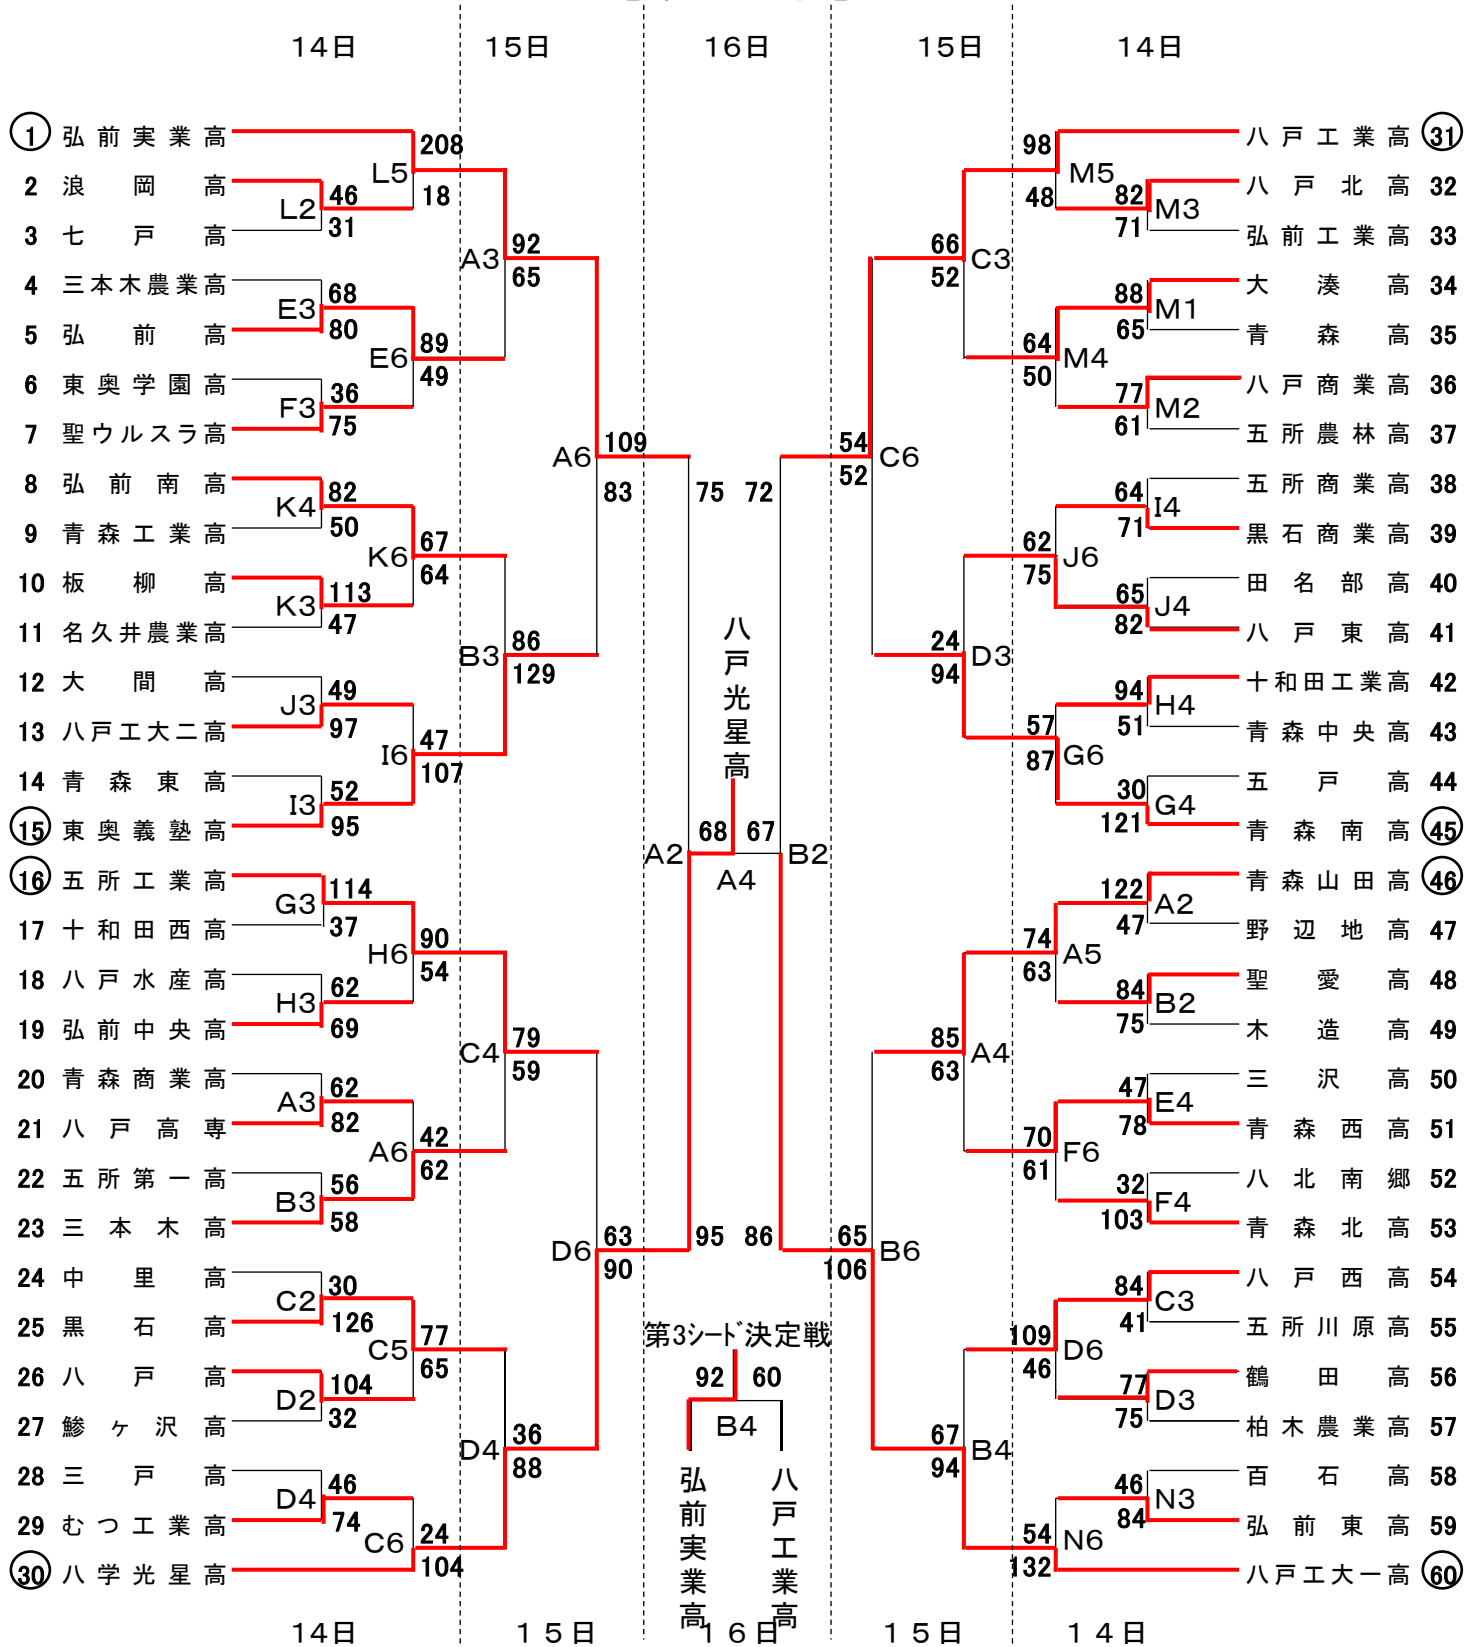 14日 15日 16日 15日 14日
1 弘前実業高
208
L5
18
2 浪岡高
46
L2
31
3 七戸高
A3
92
65
4 三本木農業高
68
E3
80
5 弘前高
E6
89
49
6 東奥学園高
36
F3
75
7 聖ウルスラ高
A6
109
83
8 弘前南高
82
K4
50
9 青森工業高
K6
67
64
10 板柳高
113
K3
47
11 名久井農業高
B3
86
129
12 大間高
49
J3
97
13 八戸工大二高
I6
47
107
14 青森東高
52
I3
95
15 東奥義塾高
16 五所工業高
114
G3
37
17 十和田西高
H6
90
54
18 八戸水産高
62
H3
69
19 弘前中央高
C4
79
59
20 青森商業高
62
A3
82
21 八戸高専
A6
42
62
22 五所第一高
56
B3
58
23 三本木高
D6
63
90
24 中里高
30
C2
126
25 黒石高
C5
77
65
26 八戸高
104
D2
32
27 鰺ヶ沢高
D4
36
88
28 三戸高
46
D4
74
29 むつ工業高
C6
24
104
30 八学光星高
75 72
八戸光星高
68 67
A2 A4 B2
95 86
第3シード決定戦
92 60
B4
弘前実業高
八戸工業高
八戸工業高 31
98
M5
48
八戸北高 32
82
M3
71
弘前工業高 33
66
C3
52
大湊高 34
88
M1
65
青森高 35
64
M4
50
八戸商業高 36
77
M2
61
五所農林高 37
54
C6
52
五所商業高 38
64
I4
71
黒石商業高 39
62
J6
75
田名部高 40
65
J4
82
八戸東高 41
24
D3
94
十和田工業高 42
94
H4
51
青森中央高 43
57
G6
87
五戸高 44
30
G4
121
青森南高 45
青森山田高 46
122
A2
47
野辺地高 47
74
A5
63
聖愛高 48
84
B2
75
木造高 49
85
A4
63
三沢高 50
47
E4
78
青森西高 51
70
F6
61
八北南郷 52
32
F4
103
青森北高 53
65
B6
106
八戸西高 54
84
C3
41
五所川原高 55
109
D6
46
鶴田高 56
77
D3
75
柏木農業高 57
67
B4
94
百石高 58
46
N3
84
弘前東高 59
54
N6
132
八戸工大一高 60
14日 15日 16日 15日 14日